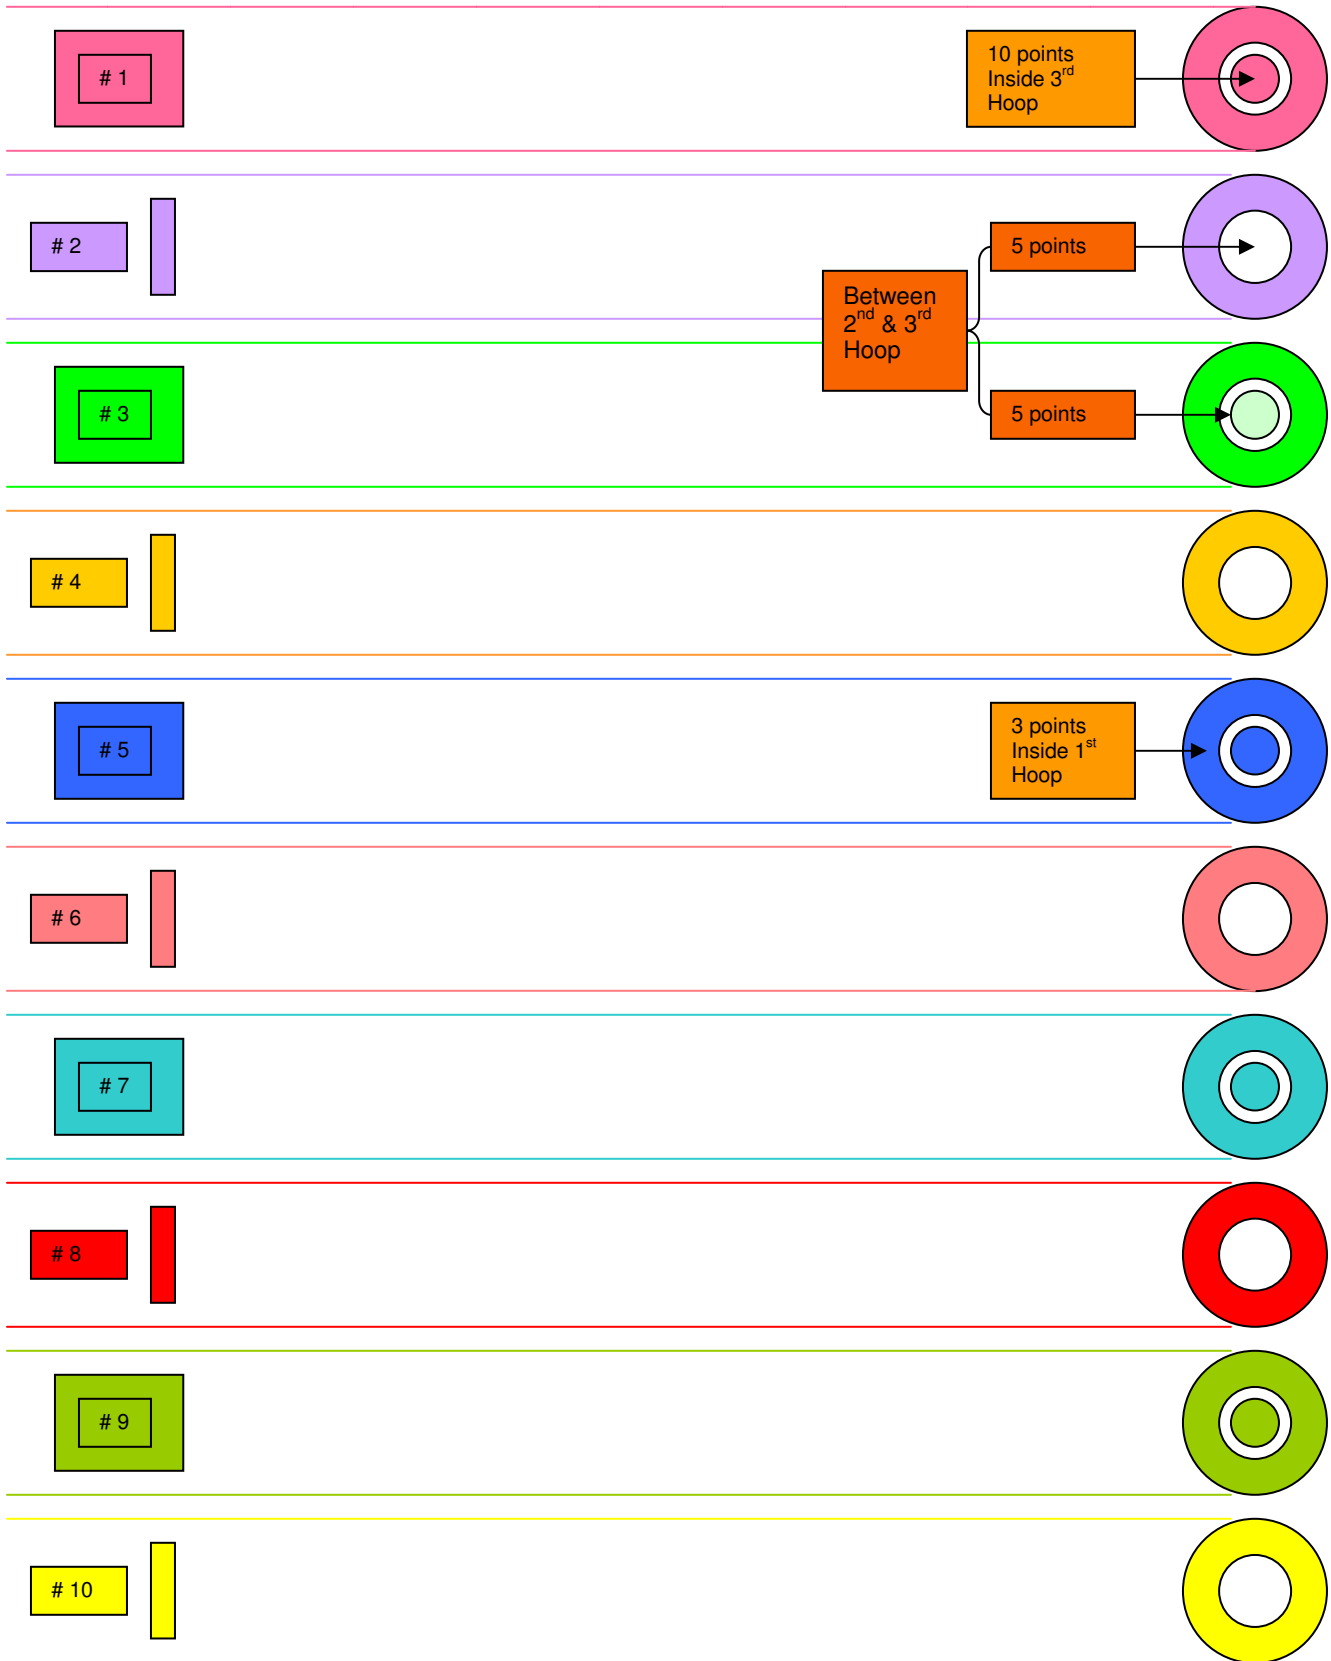 # 1
10 points
Inside 3rd
Hoop
# 2
5 points
Between
2nd & 3rd
Hoop
# 3
5 points
# 4
# 5
3 points
Inside 1st
Hoop
# 6
# 7
# 8
# 9
# 10